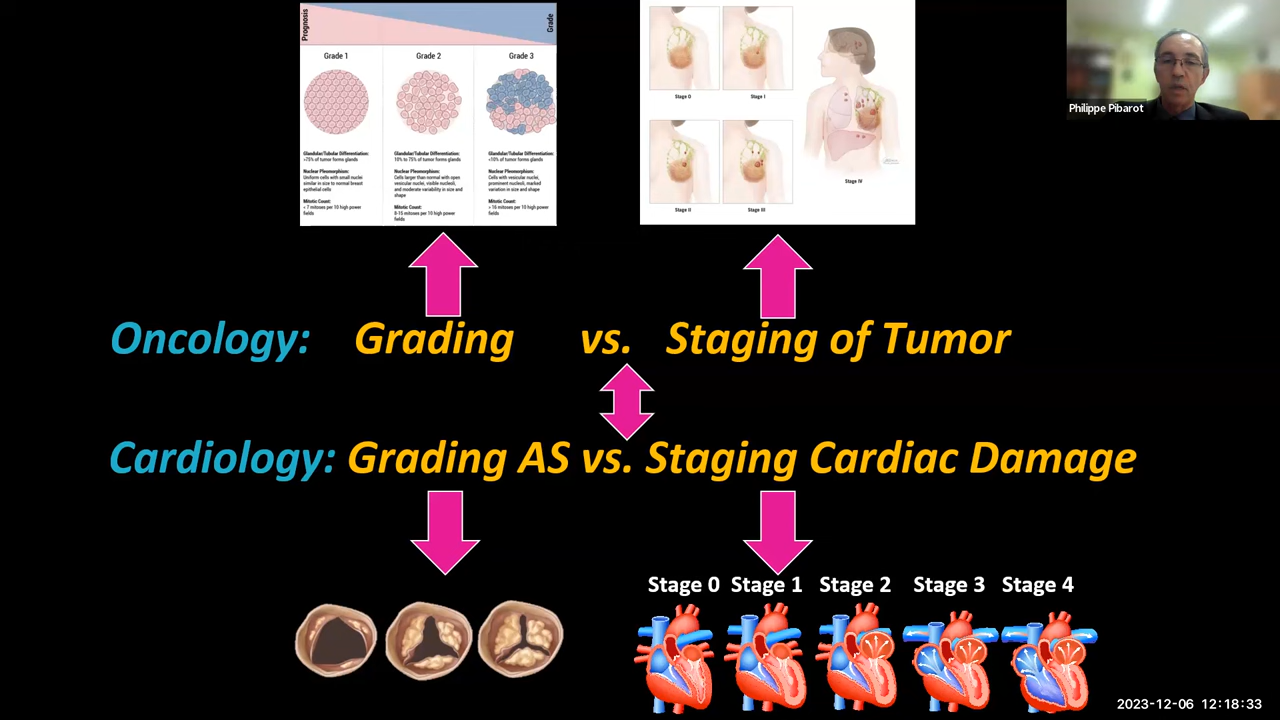 Prognosis
Grade
Grade 1
Grade 2
Grade 3
Glandular/Tubular Differentiation:
>75% of tumor forms glands
Nuclear Pleomorphism:
Uniform cells with small nuclei
similar in size to normal breast
epithelial cells
Mitotic Count:
< 7 mitoses per 10 high power
fields
Glandular/Tubular Differentiation:
10% to 75% of tumor forms glands
Nuclear Pleomorphism:
Cells larger than normal with open
vesicular nuclei, visible nucleoli,
and moderate variability in size and
shape
Mitotic Count:
8-15 mitoses per 10 high power
fields
Glandular/Tubular Differentiation:
<10% of tumor forms glands
Nuclear Pleomorphism:
Cells with vesicular nuclei,
prominent nucleoli, marked
variation in size and shape
Mitotic Count:
> 16 mitoses per 10 high power
fields
Stage 0
Stage I
Stage II
Stage III
Stage IV
Philippe Pibarot
Oncology: Grading vs. Staging of Tumor
Cardiology: Grading AS vs. Staging Cardiac Damage
Stage 0 Stage 1 Stage 2 Stage 3 Stage 4
2023-12-06 12:18:33